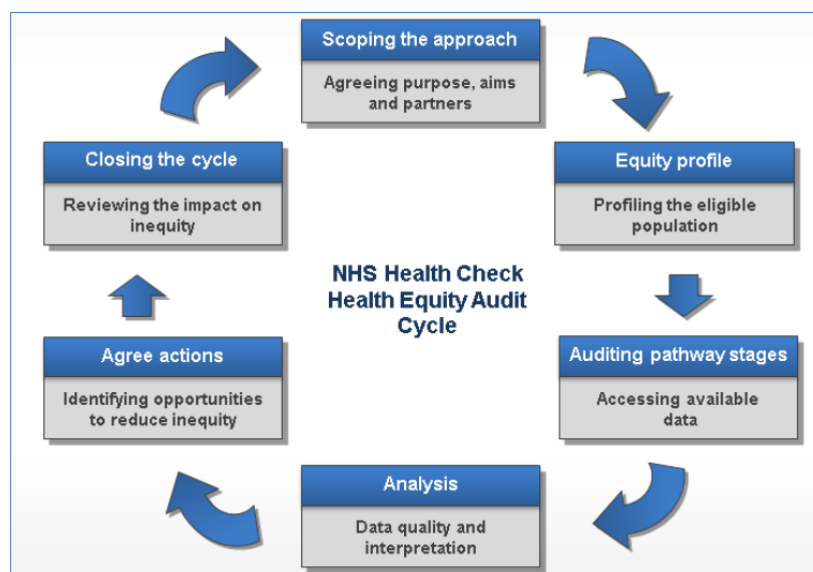 Scoping the approach
Agreeing purpose, aims
and partners
Equity profile
Profiling the eligible
population
Auditing pathway stages
Accessing available
data
Analysis
Data quality and
interpretation
Agree actions
Identifying opportunities
to reduce inequity
Closing the cycle
Reviewing the impact on
inequity
NHS Health Check
Health Equity Audit
Cycle